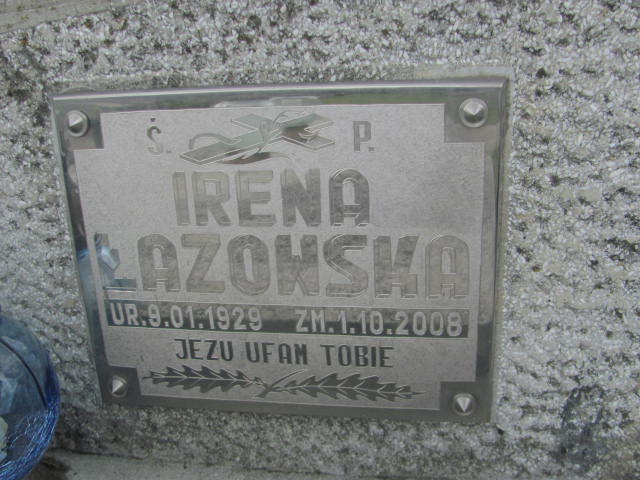 Ś. P.
IRENA
ŁAZOWSKA
UR.9.01.1929 ZM.1.10.2008
JEZU UFAM TOBIE